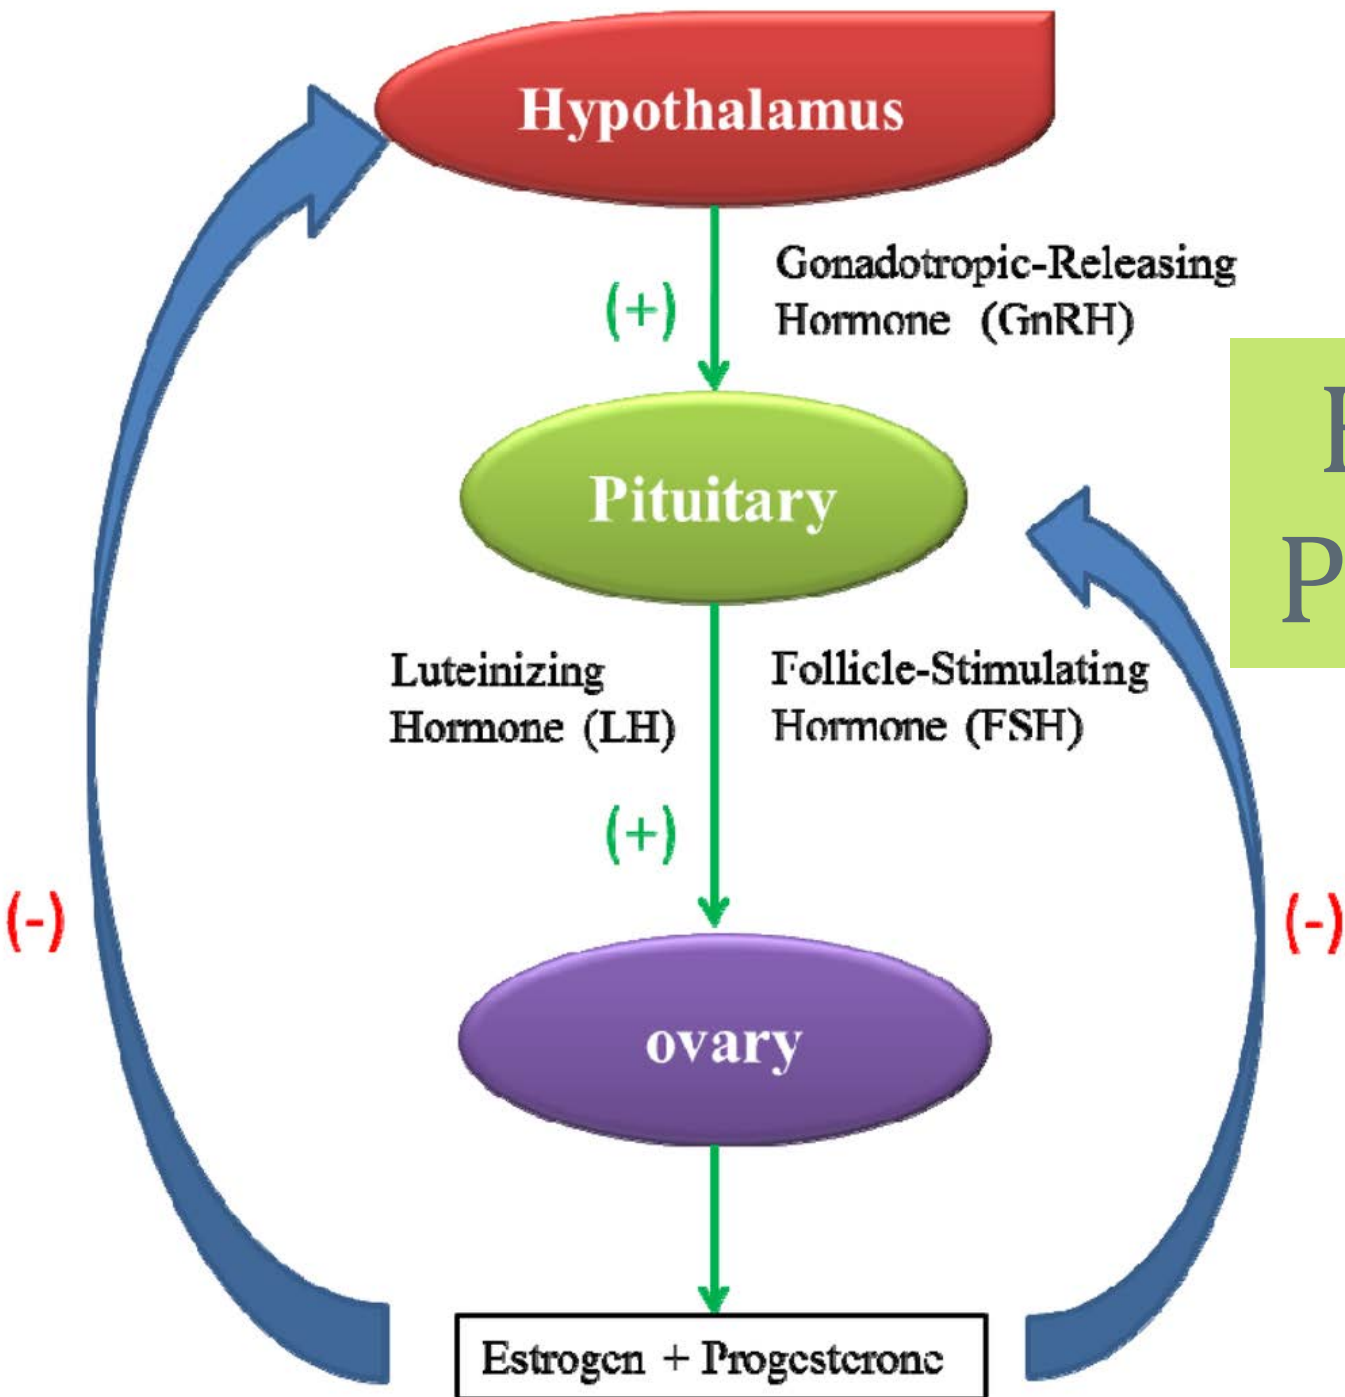 Hypothalamus
(+)
Gonadotropic-Releasing
Hormone (GnRH)
Pituitary
Luteinizing
Hormone (LH)
Follicle-Stimulating
Hormone (FSH)
(+)
(-)
(-)
ovary
Estrogen + Progesterone